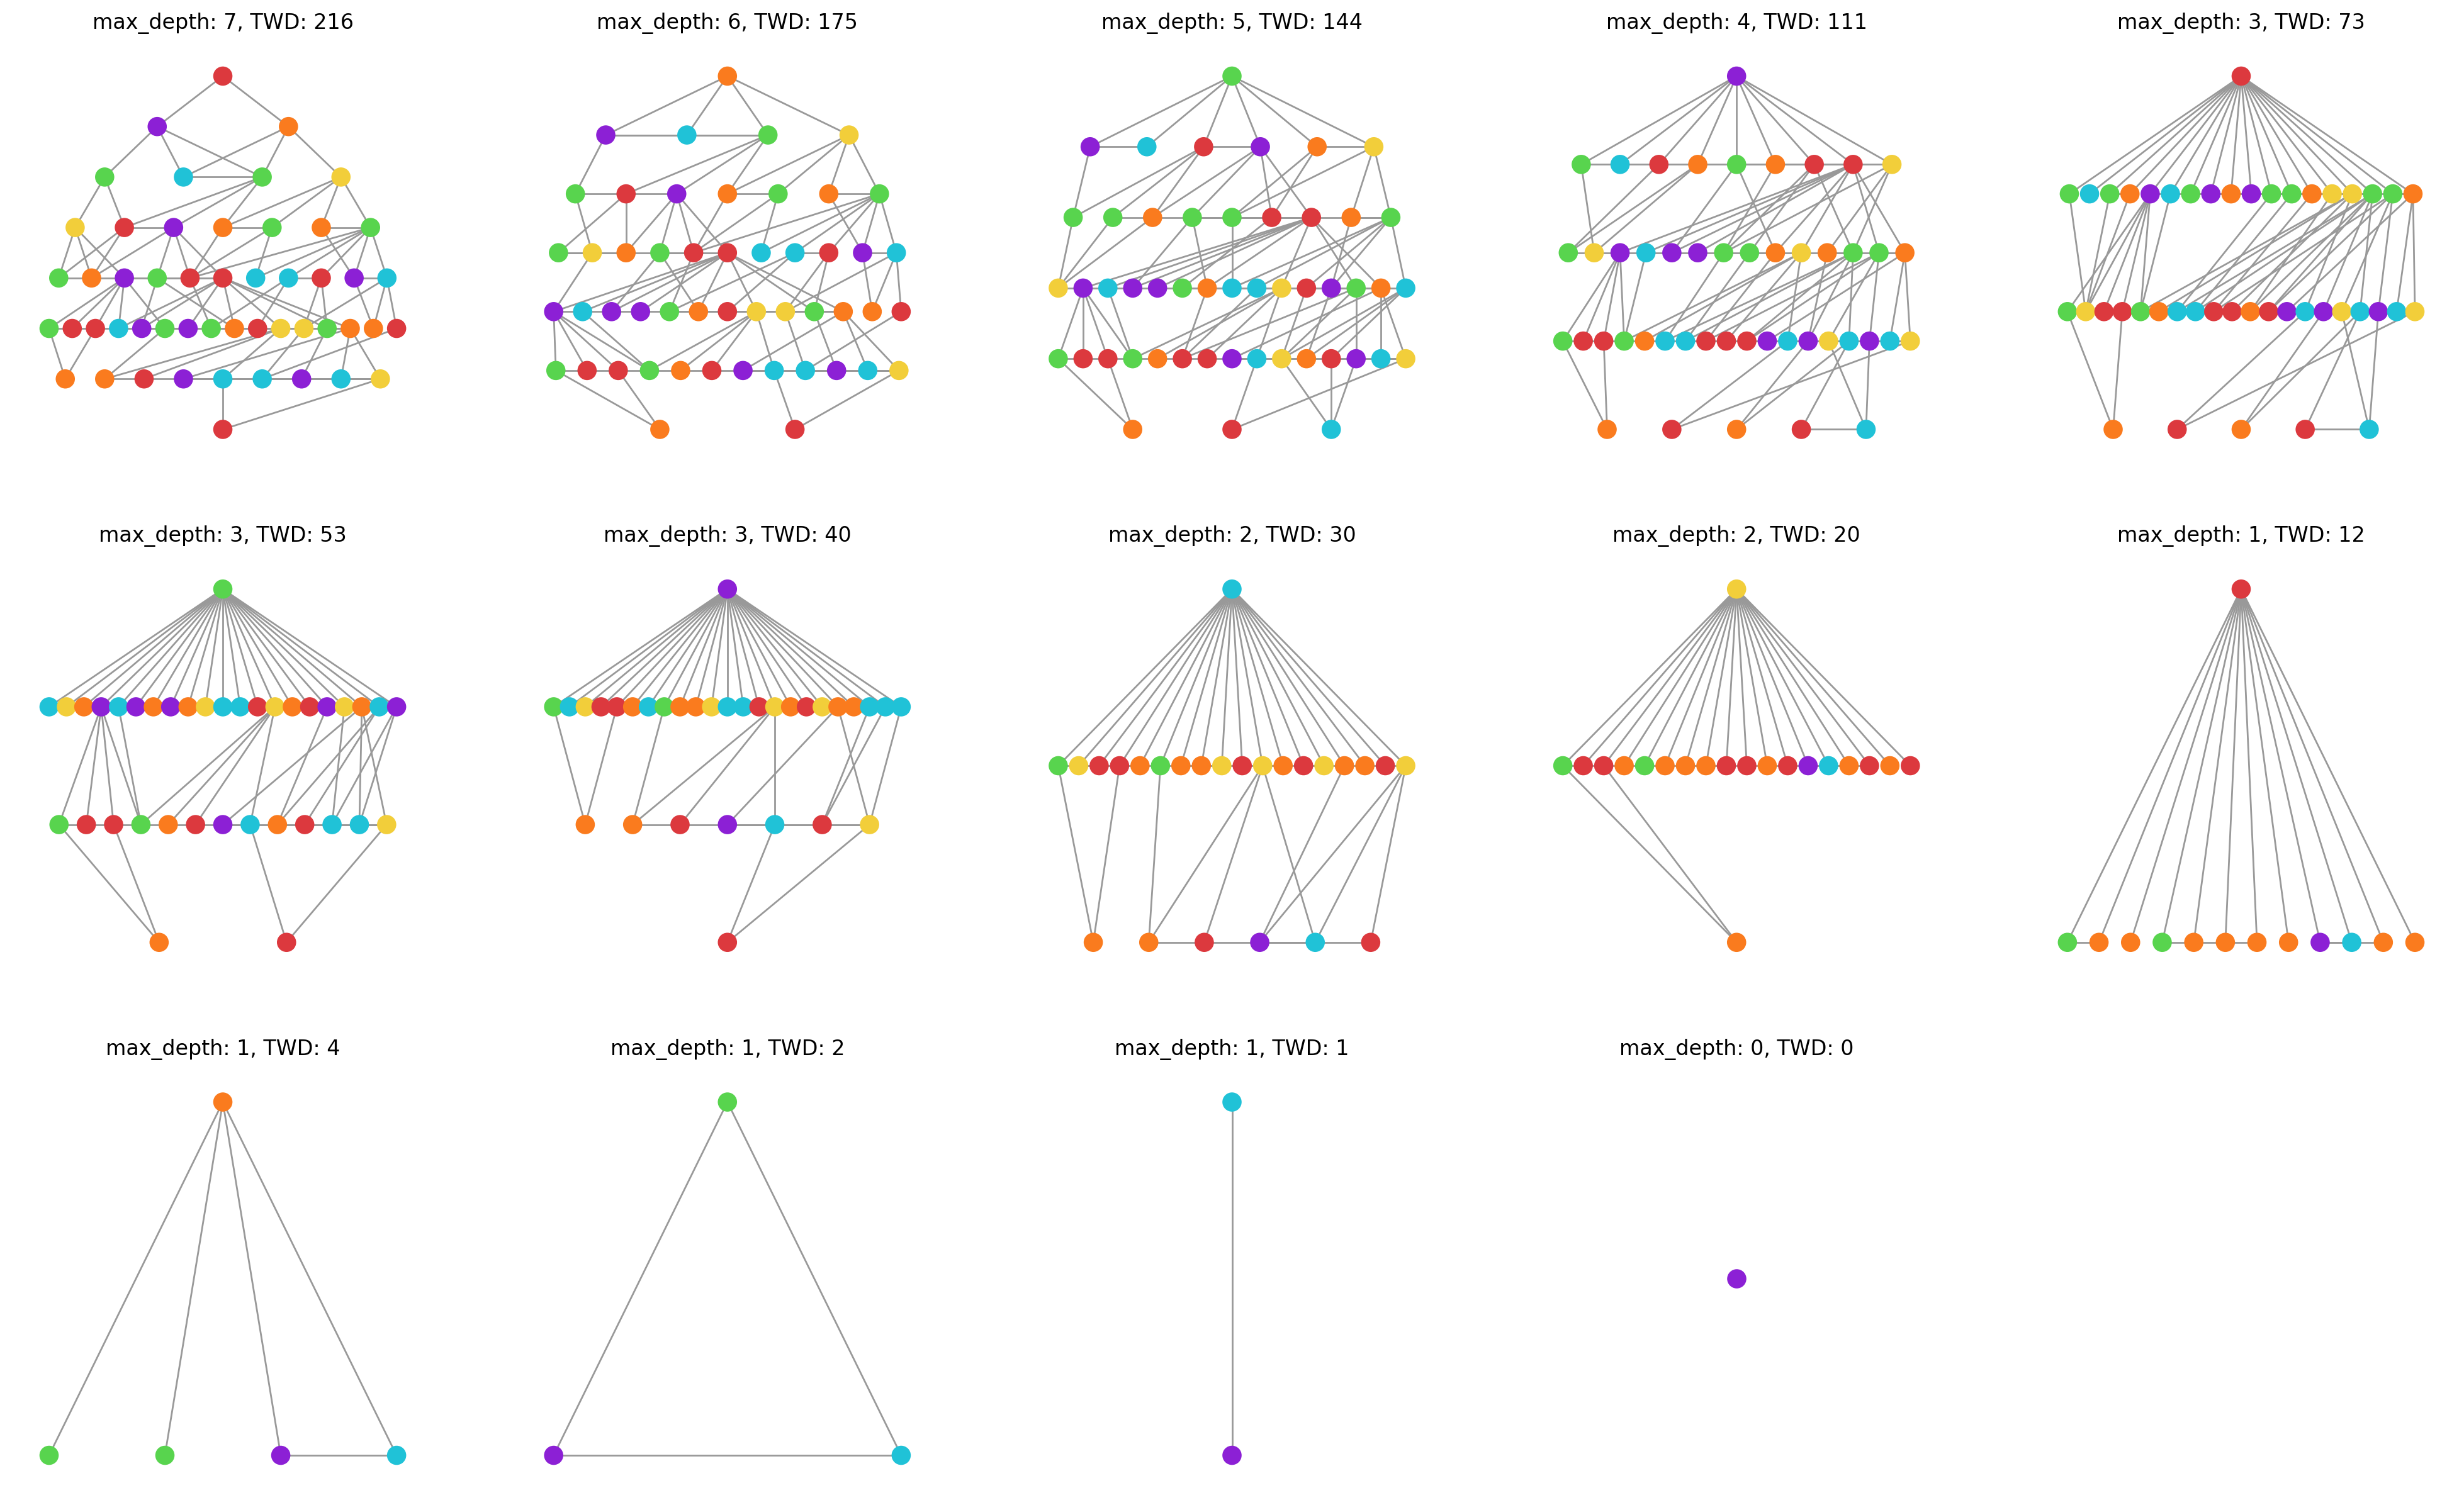 max_depth: 7, TWD: 216
max_depth: 6, TWD: 175
max_depth: 5, TWD: 144
max_depth: 4, TWD: 111
max_depth: 3, TWD: 73
max_depth: 3, TWD: 53
max_depth: 3, TWD: 40
max_depth: 2, TWD: 30
max_depth: 2, TWD: 20
max_depth: 1, TWD: 12
max_depth: 1, TWD: 4
max_depth: 1, TWD: 2
max_depth: 1, TWD: 1
max_depth: 0, TWD: 0